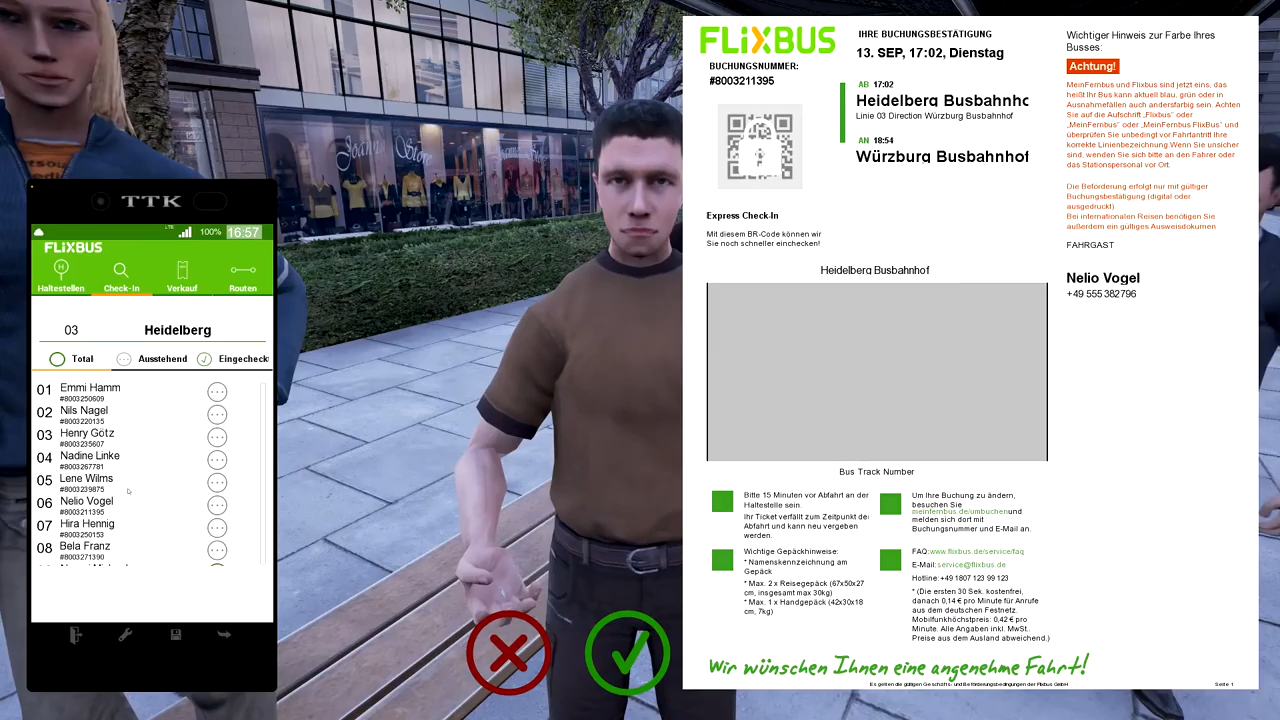 Joanna's Store
TTK
LTE
100%
16:57
FLiXBUS
H
Haltestellen
Check-In
Verkauf
Routen
03
Heidelberg
Total
Ausstehend
Eingecheck
01
Emmi Hamm
#8003250609
02
Nils Nagel
#8003220135
03
Henry Götz
#8003235607
04
Nadine Linke
#8003267781
05
Lene Wilms
#8003239875
06
Nelio Vogel
#8003211395
07
Hira Hennig
#8003250153
08
Bela Franz
#8003271390
FLiXBUS
BUCHUNGSNUMMER:
#8003211395
IHRE BUCHUNGSBESTÄTIGUNG
13. SEP, 17:02, Dienstag
AB 17:02
Heidelberg Busbahnho
Linie 03 Direction Würzburg Busbahnhof
AN 18:54
Würzburg Busbahnhof
Express Check-In
Mit diesem BR-Code können wir
Sie noch schneller einchecken!
Heidelberg Busbahnhof
Bus Track Number
Bitte 15 Minuten vor Abfahrt an der
Haltestelle sein.
Ihr Ticket verfällt zum Zeitpunkt de
Abfahrt und kann neu vergeben
werden.
Wichtige Gepäckhinweise:
* Namenskennzeichnung am
Gepäck
* Max. 2 x Reisegepäck (67x50x27
cm, insgesamt max 30kg)
* Max. 1 x Handgepäck (42x30x18
cm, 7kg)
Um Ihre Buchung zu ändern,
besuchen Sie
meinfernbus.de/umbuchenund
melden sich dort mit
Buchungsnummer und E-Mail an.
FAQ:www.flixbus.de/service/faq
E-Mail:service@flixbus.de
Hotline:+49 1807 123 99 123
* (Die ersten 30 Sek. kostenfrei,
danach 0,14 € pro Minute für Anrufe
aus dem deutschen Festnetz.
Mobilfunkhöchstpreis: 0,42 € pro
Minute. Alle Angaben inkl. MwSt..
Preise aus dem Ausland abweichend.)
Wichtiger Hinweis zur Farbe Ihres
Busses:
Achtung!
MeinFernbus und Flixbus sind jetzt eins, das
heißt Ihr Bus kann aktuell blau, grün oder in
Ausnahmefällen auch andersfarbig sein. Achten
Sie auf die Aufschrift „Flixbus" oder
„MeinFernbus" oder „MeinFernbus FlixBus" und
überprüfen Sie unbedingt vor Fahrtantritt Ihre
korrekte Linienbezeichnung.Wenn Sie unsicher
sind, wenden Sie sich bitte an den Fahrer oder
das Stationspersonal vor Ort.
Die Beförderung erfolgt nur mit gültiger
Buchungsbestätigung (digital oder
ausgedruckt)
Bei internationalen Reisen benötigen Sie
außerdem ein gültiges Ausweisdokumen
FAHRGAST
Nelio Vogel
+49 555 382796
Wir wünschen Ihnen eine angenehme Fahrt!
Es gelten die gültigen Geschäfts- und Beförderungsbedingungen der Flixbus GmbH
Seite 1